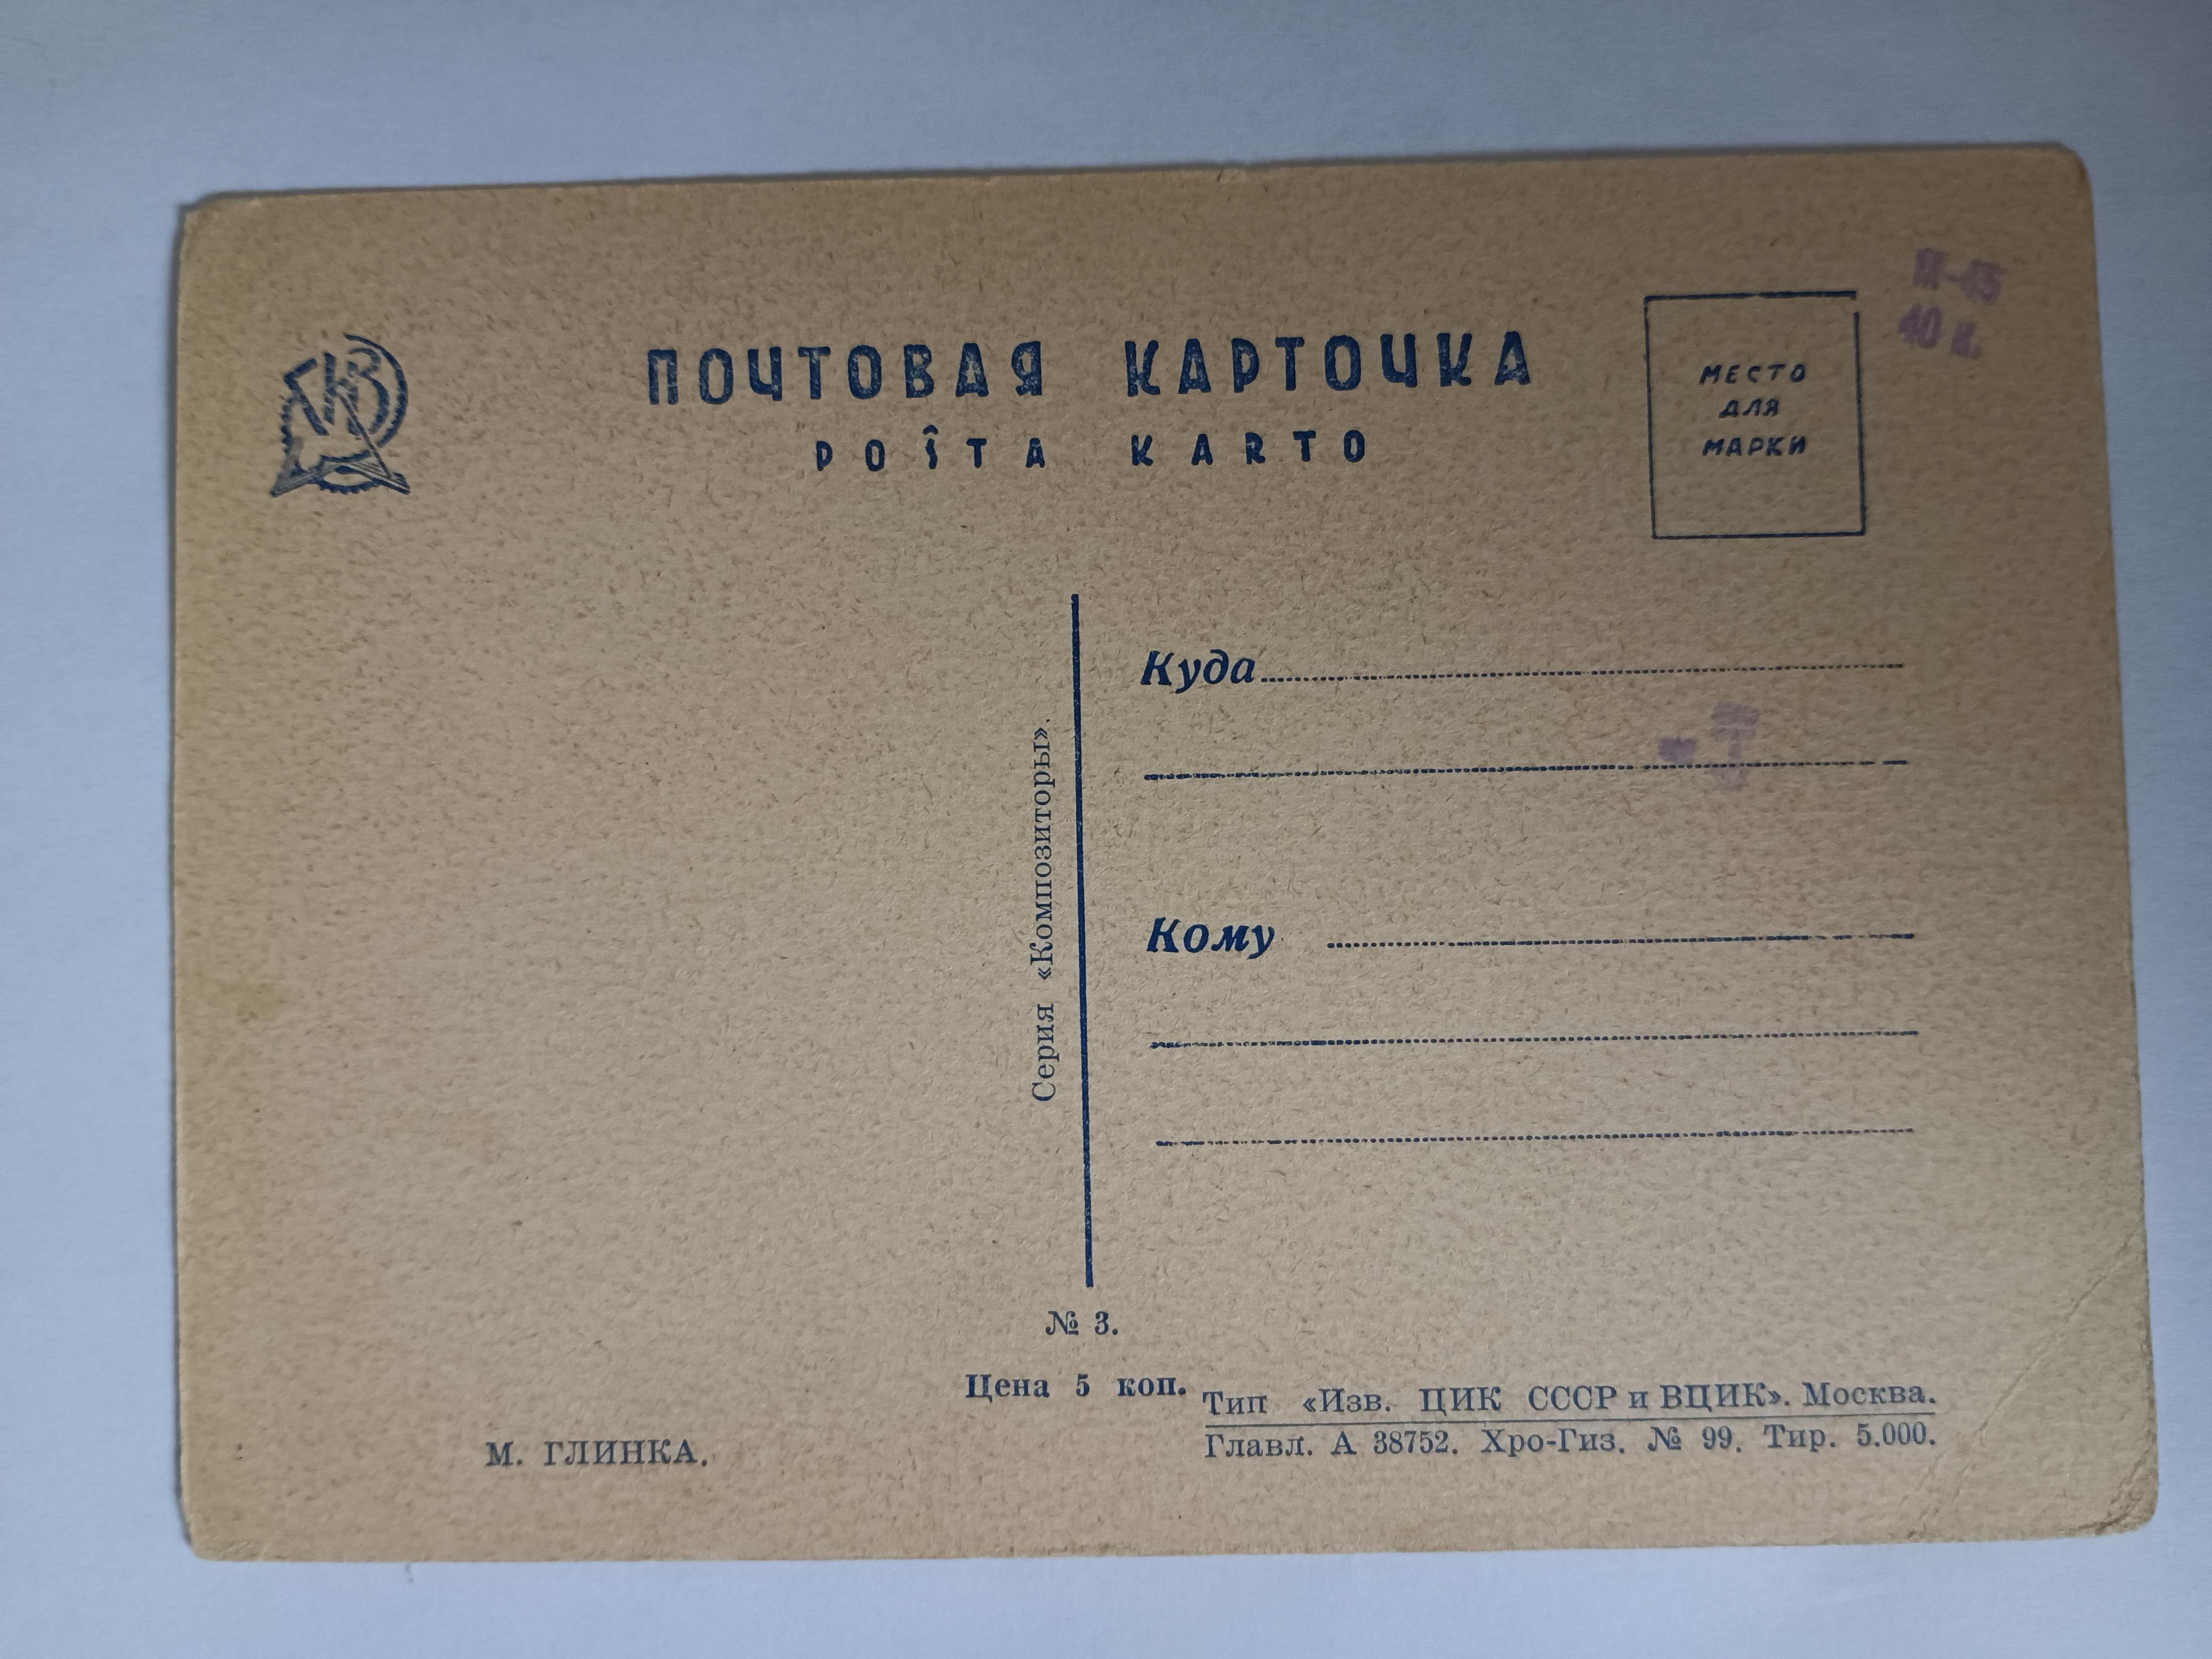 ПОЧТОВАЯ КАРТОЧКА
POŜTA KARTO
МЕСТО
ДЛЯ
МАРКИ
40 к.
Куда
Серия «Композиторы».
Кому
№ 3.
Цена 5 коп.
Тип «Изв. ЦИК СССР и ВЦИК». Москва.
Главл. А 38752. Хро-Гиз. № 99. Тир. 5.000.
М. ГЛИНКА.